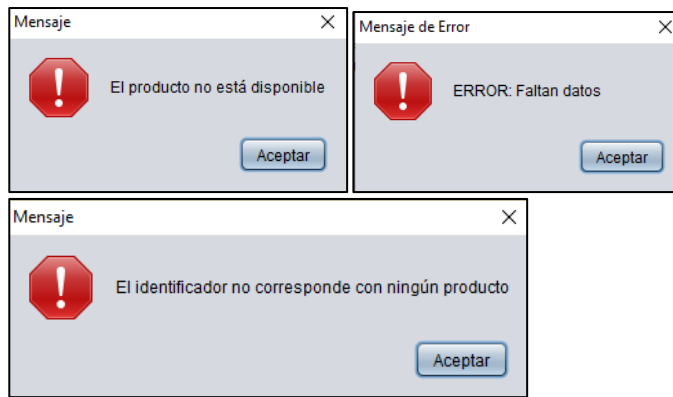 Mensaje
El producto no está disponible
Aceptar
Mensaje de Error
ERROR: Faltan datos
Aceptar
Mensaje
El identificador no corresponde con ningún producto
Aceptar